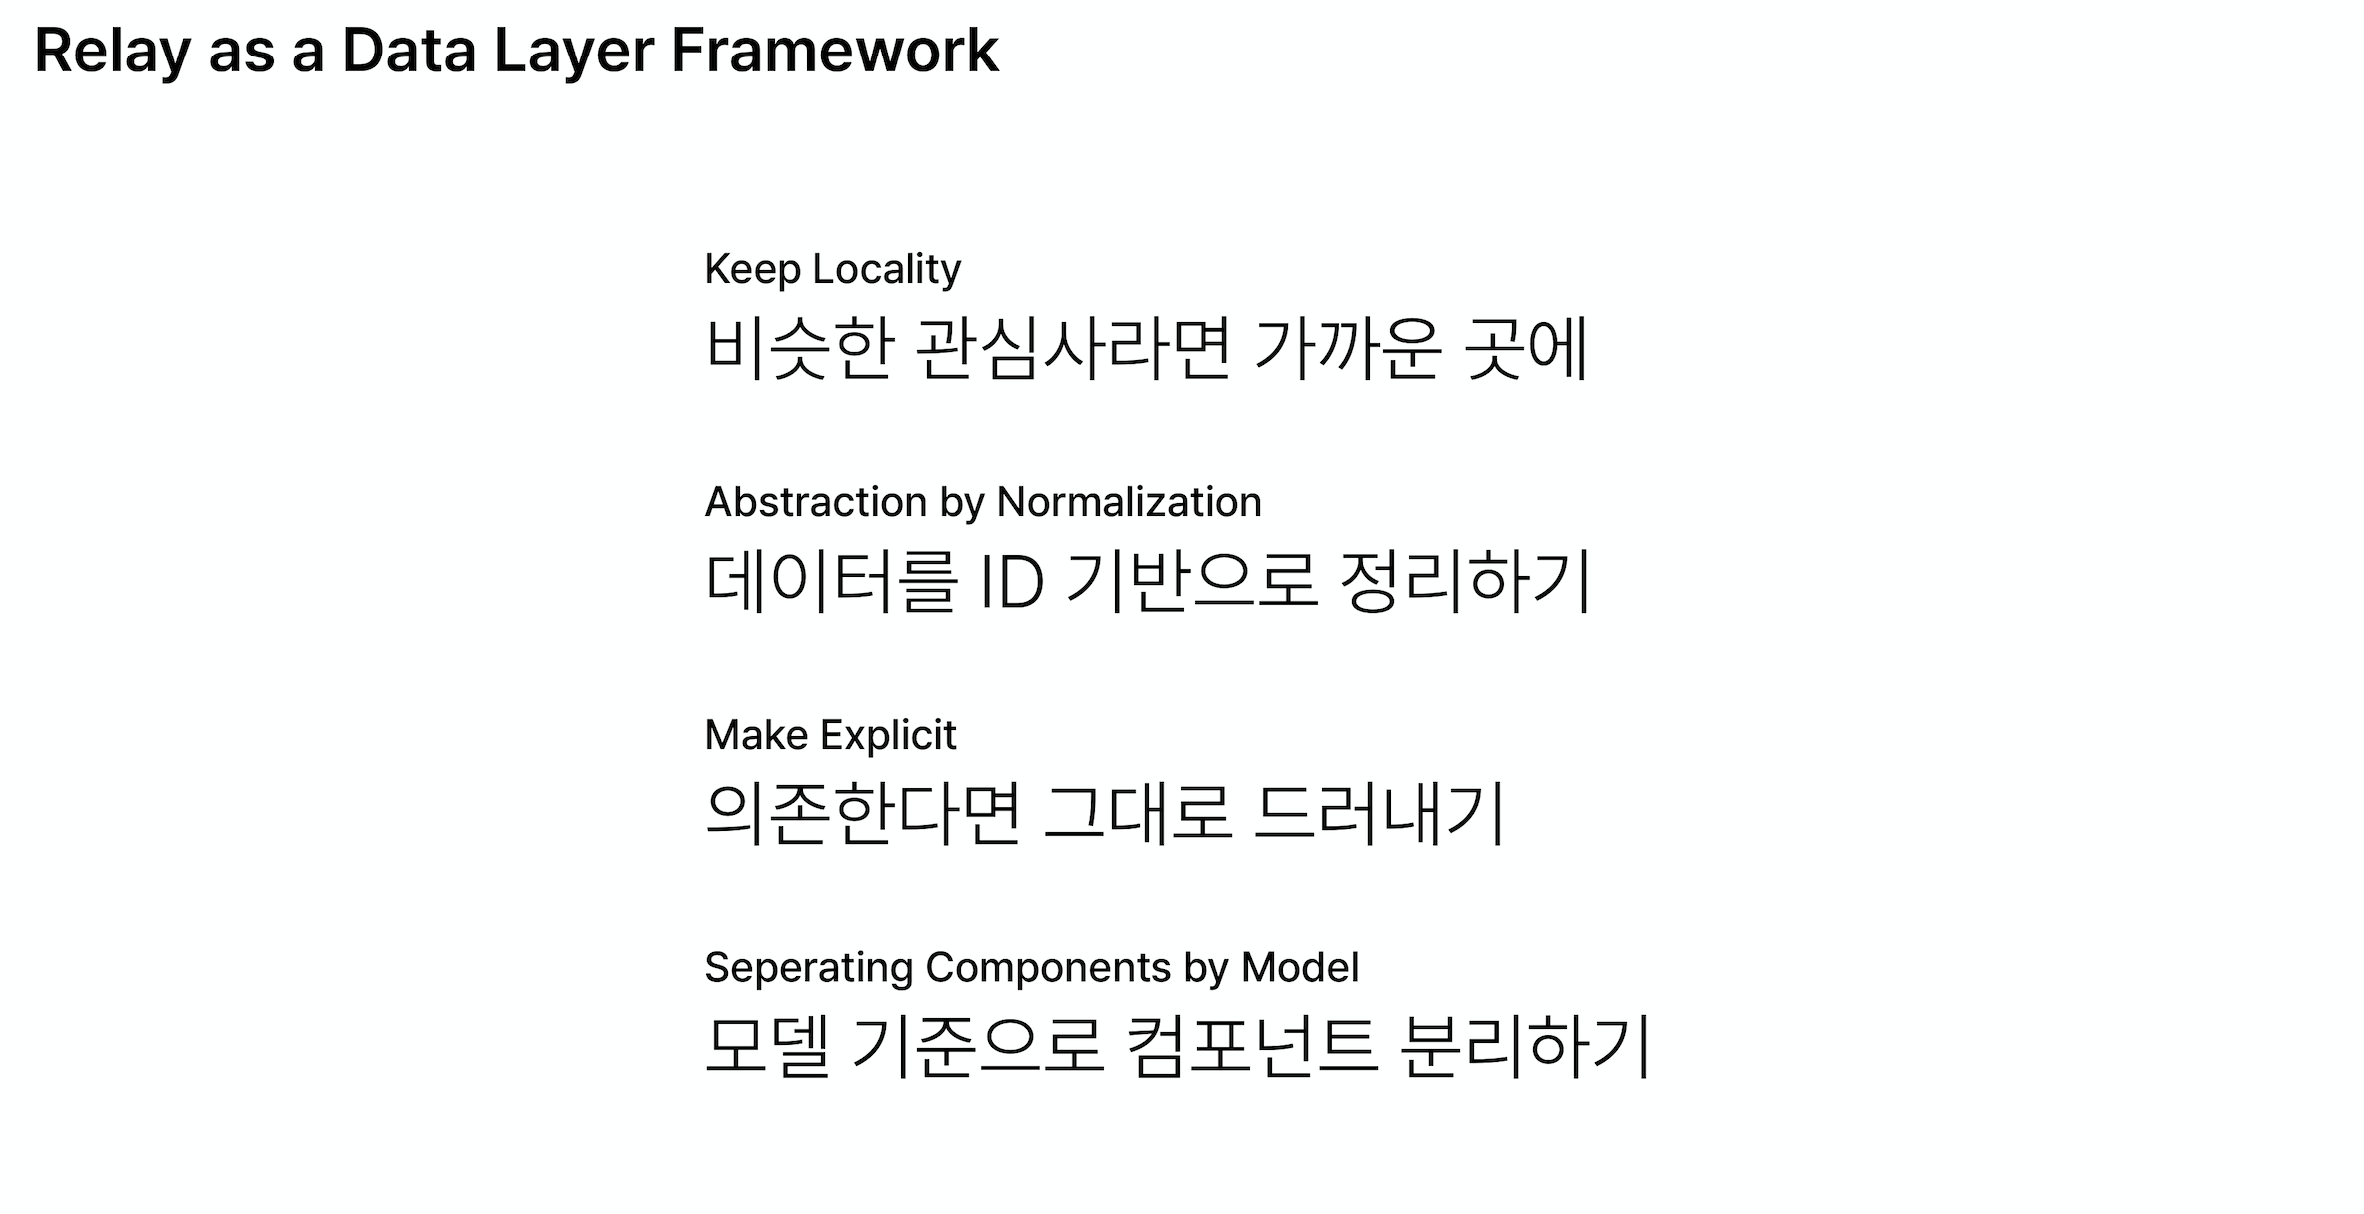 Relay as a Data Layer Framework
Keep Locality
비슷한 관심사라면 가까운 곳에
Abstraction by Normalization
데이터를 ID 기반으로 정리하기
Make Explicit
의존한다면 그대로 드러내기
Seperating Components by Model
모델 기준으로 컴포넌트 분리하기